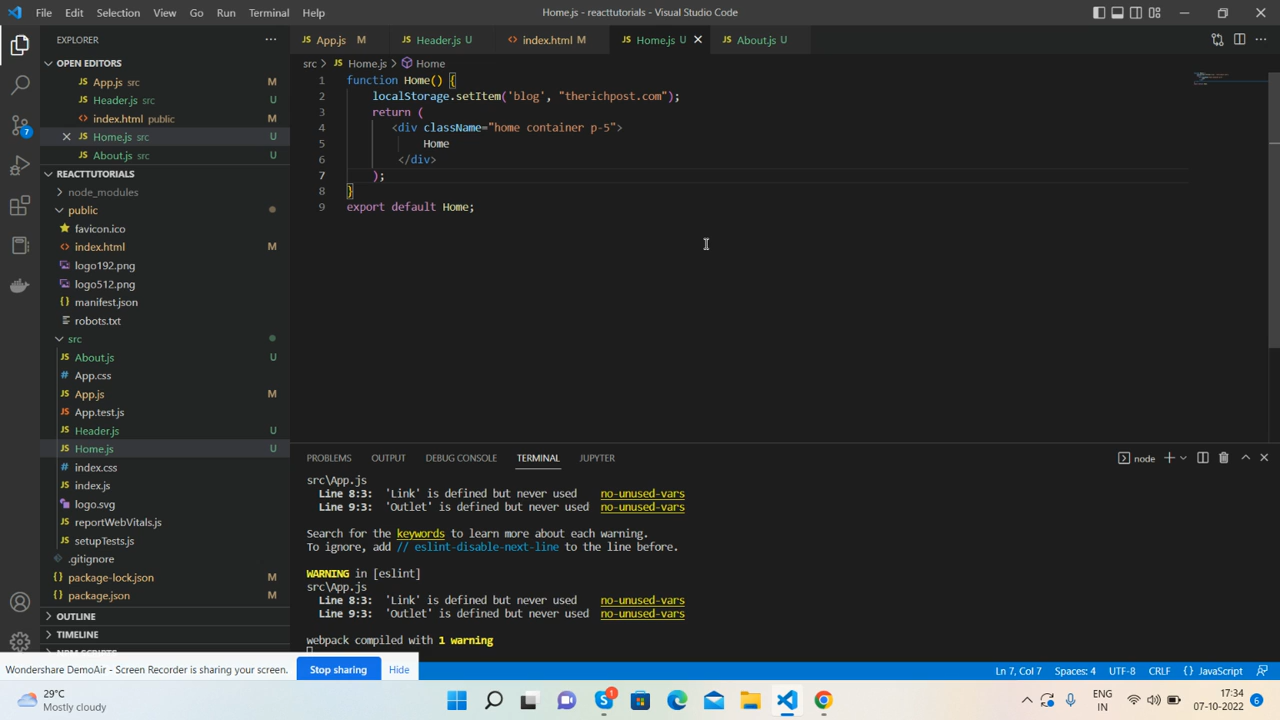 File Edit Selection View Go Run Terminal Help Home.js - reacttutorials - Visual Studio Code
EXPLORER
App.js M Header.js U index.html M Home.js U About.js U
OPEN EDITORS
App.js src M
Header.js U
index.html public M
Home.js src U
About.js src U
REACTTUTORIALS
node_modules
public
favicon.ico
index.html M
logo192.png
logo512.png
manifest.json
robots.txt
src
About.js U
App.css
App.js M
App.test.js
Header.js U
Home.js U
index.css
index.js
logo.svg
reportWebVitals.js
setupTests.js
.gitignore
package-lock.json M
package.json M
OUTLINE
TIMELINE
7
src > Home.js > Home
1 function Home() {
2 localStorage.setItem('blog', "therichpost.com");
3 return (
4 <div className="home container p-5">
5 Home
6 </div>
7 );
8 }
9 export default Home;
PROBLEMS OUTPUT DEBUG CONSOLE TERMINAL JUPYTER node
src\App.js
Line 8:3: 'Link' is defined but never used no-unused-vars
Line 9:3: 'Outlet' is defined but never used no-unused-vars
Search for the keywords to learn more about each warning.
To ignore, add // eslint-disable-next-line to the line before.
WARNING in [eslint]
src\App.js
Line 8:3: 'Link' is defined but never used no-unused-vars
Line 9:3: 'Outlet' is defined but never used no-unused-vars
webpack compiled with 1 warning
Wondershare DemoAir - Screen Recorder is sharing your screen. Stop sharing Hide
Ln 7, Col 7 Spaces: 4 UTF-8 CRLF {} JavaScript
29°C
Mostly cloudy
1
ENG
IN
17:34
07-10-2022
6